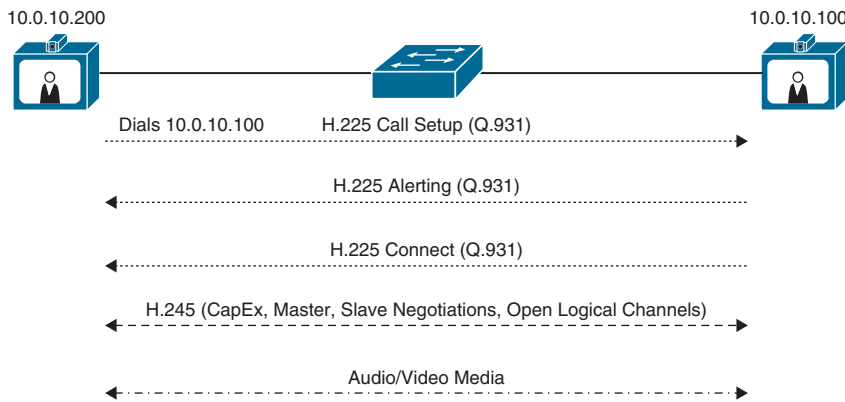 10.0.10.200
10.0.10.100
Dials 10.0.10.100
H.225 Call Setup (Q.931)
H.225 Alerting (Q.931)
H.225 Connect (Q.931)
H.245 (CapEx, Master, Slave Negotiations, Open Logical Channels)
Audio/Video Media